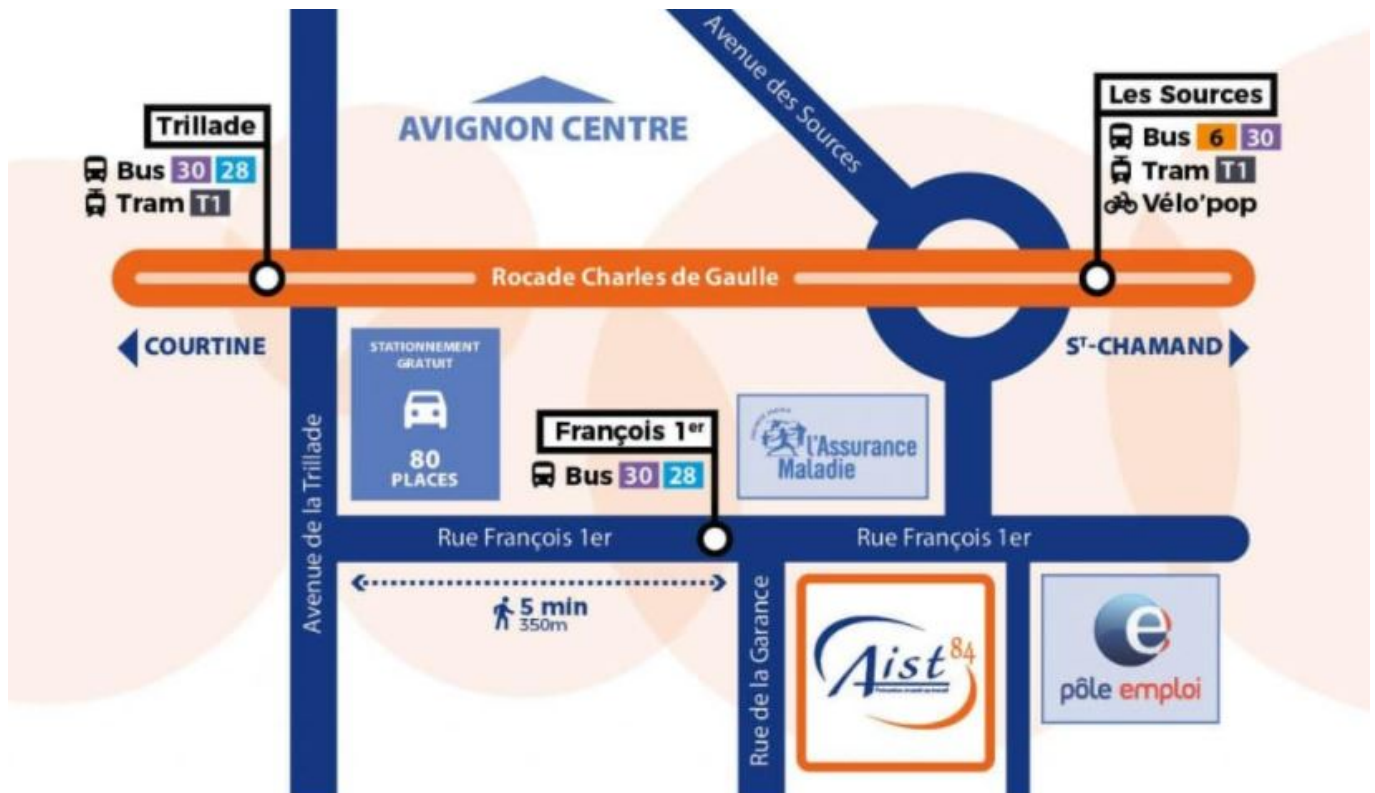 Avenue des Sources
AVIGNON CENTRE
Trillade
Bus 30 28
Tram T1
Les Sources
Bus 6 30
Tram T1
Vélo'pop
Rocade Charles de Gaulle
COURTINE
Sᵀ-CHAMAND
STATIONNEMENT
GRATUIT
80
PLACES
François 1ᵉʳ
Bus 30 28
l'Assurance
Maladie
Avenue de la Trillade
Rue François 1er
Rue François 1er
5 min
350m
Rue de la Garance
Aist 84
e
pôle emploi